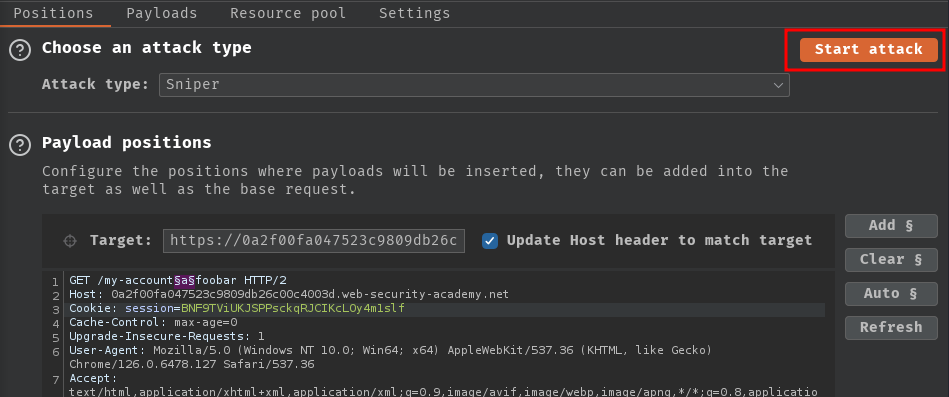 Positions Payloads Resource pool Settings
Choose an attack type
Start attack
Attack type: Sniper
Payload positions
Configure the positions where payloads will be inserted, they can be added into the
target as well as the base request.
Add §
Target: https://0a2f00fa047523c9809db26c Update Host header to match target
Clear §
Auto §
Refresh
1 GET /my-account§a§foobar HTTP/2
2 Host: 0a2f00fa047523c9809db26c00c4003d.web-security-academy.net
3 Cookie: session=BNF9TViUKJSPPsckqRJCIKcLOy4m1slf
4 Cache-Control: max-age=0
5 Upgrade-Insecure-Requests: 1
6 User-Agent: Mozilla/5.0 (Windows NT 10.0; Win64; x64) AppleWebKit/537.36 (KHTML, like Gecko)
Chrome/126.0.6478.127 Safari/537.36
7 Accept:
text/html,application/xhtml+xml,application/xml;q=0.9,image/avif,image/webp,image/apng,*/*;q=0.8,applicatio